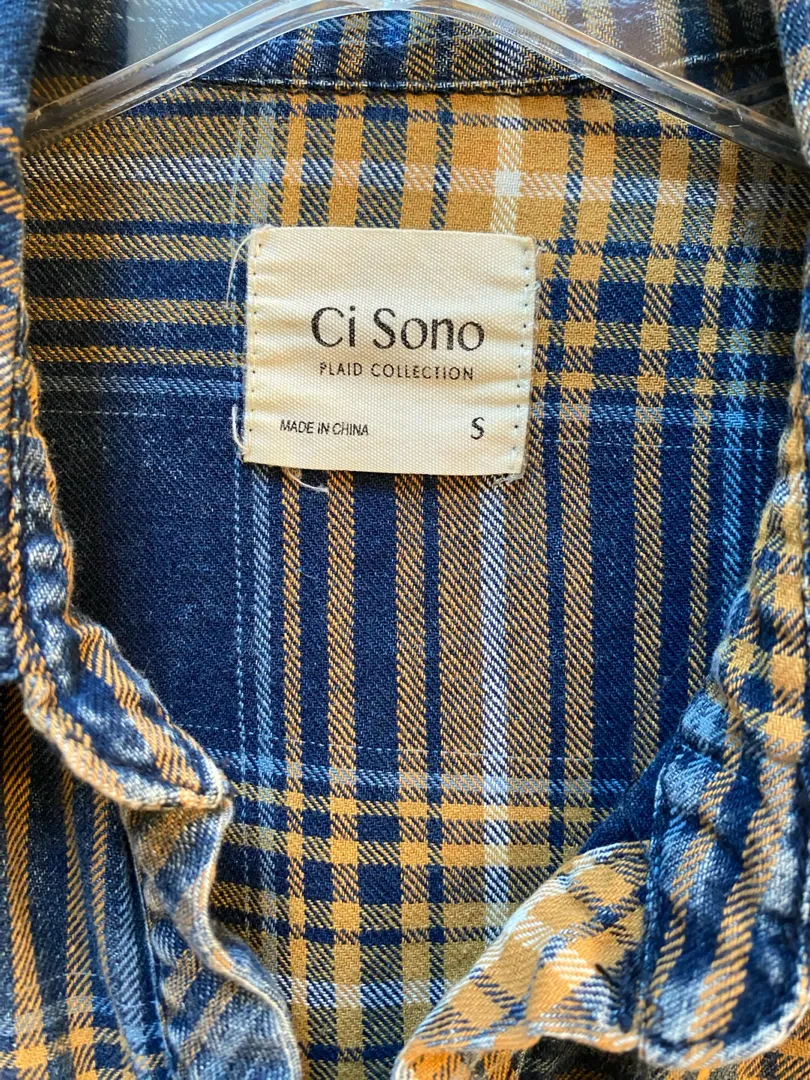 Ci Sono
PLAID COLLECTION
MADE IN CHINA S